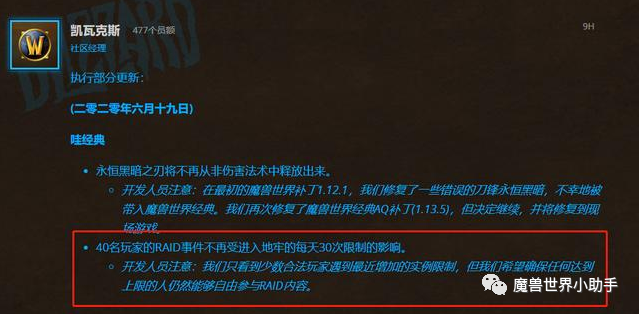 凯瓦克斯 477个员额
9H
社区经理
执行部分更新：
(二零二零年六月十九日)
哇经典
永恒黑暗之刃将不再从非伤害法术中释放出来。
开发人员注意：在最初的魔兽世界补丁1.12.1，我们修复了一些错误的刀锋永恒黑暗，不幸地被
带入魔兽世界经典。我们再次修复了魔兽世界经典AQ补丁(1.13.5)，但决定继续，并将修复到现
场游戏。
40名玩家的RAID事件不再受进入地牢的每天30次限制的影响。
开发人员注意：我们只看到少数合法玩家遇到最近增加的实例限制，但我们希望确保任何达到
上限的人仍然能够自由参与RAID内容。
魔兽世界小助手
BLIZZARD
W